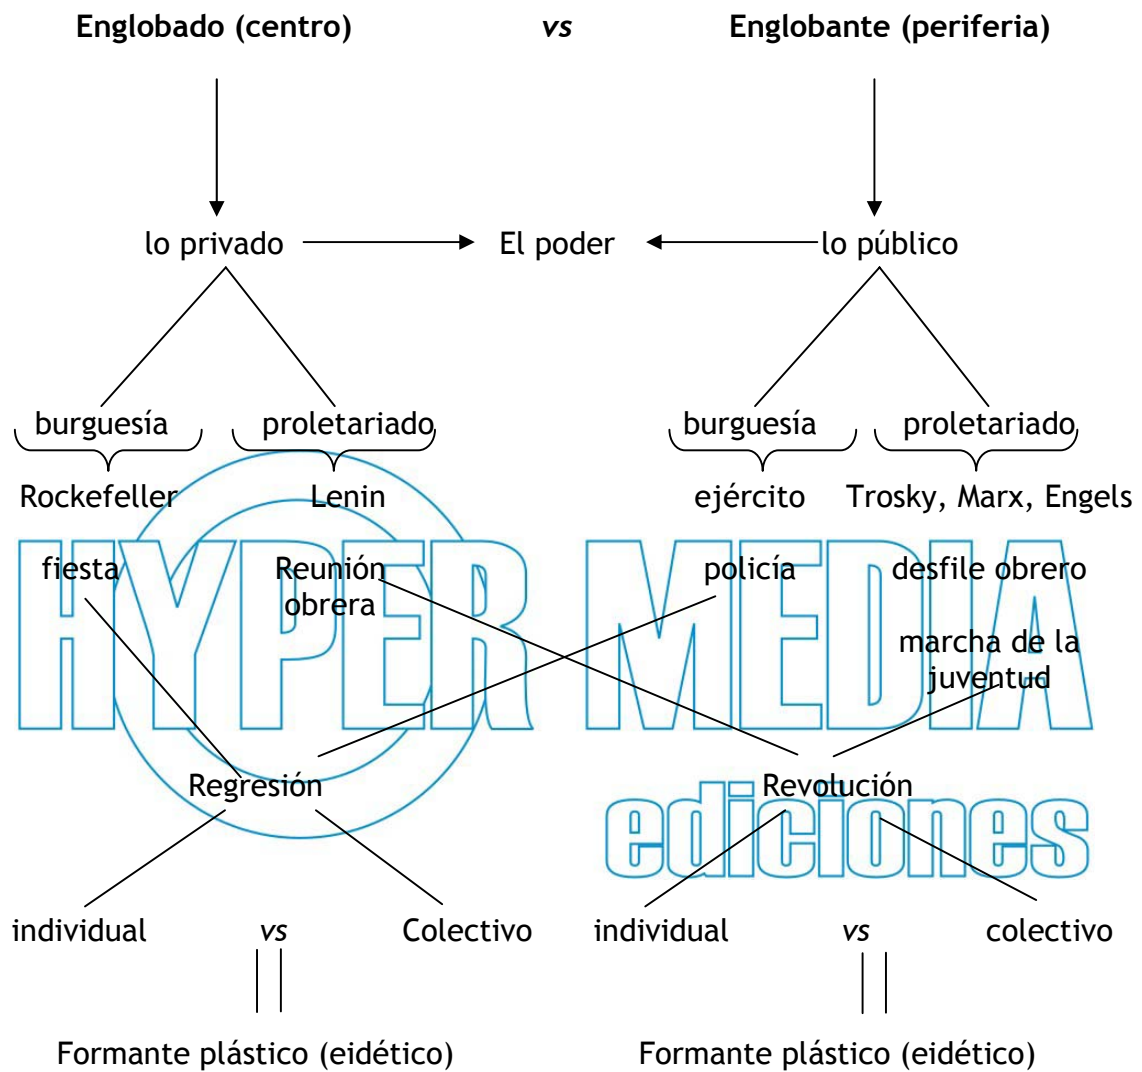 Englobado (centro) vs Englobante (periferia)
lo privado El poder lo público
burguesía proletariado burguesía proletariado
Rockefeller Lenin ejército Trosky, Marx, Engels
fiesta Reunión policía desfile obrero
obrera
marcha de la
juventud
HYPER MEDIA
Regresión Revolución
ediciones
individual vs Colectivo individual vs colectivo
Formante plástico (eidético) Formante plástico (eidético)